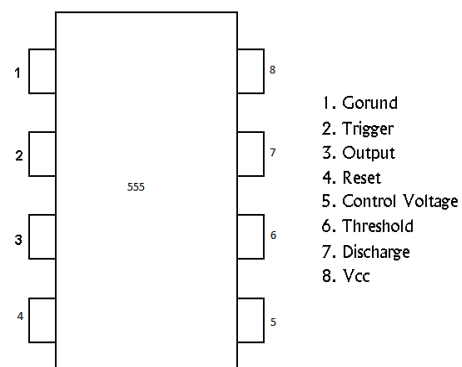 1
8
2
7
555
3
6
4
5
1. Gorund
2. Trigger
3. Output
4. Reset
5. Control Voltage
6. Threshold
7. Discharge
8. Vcc